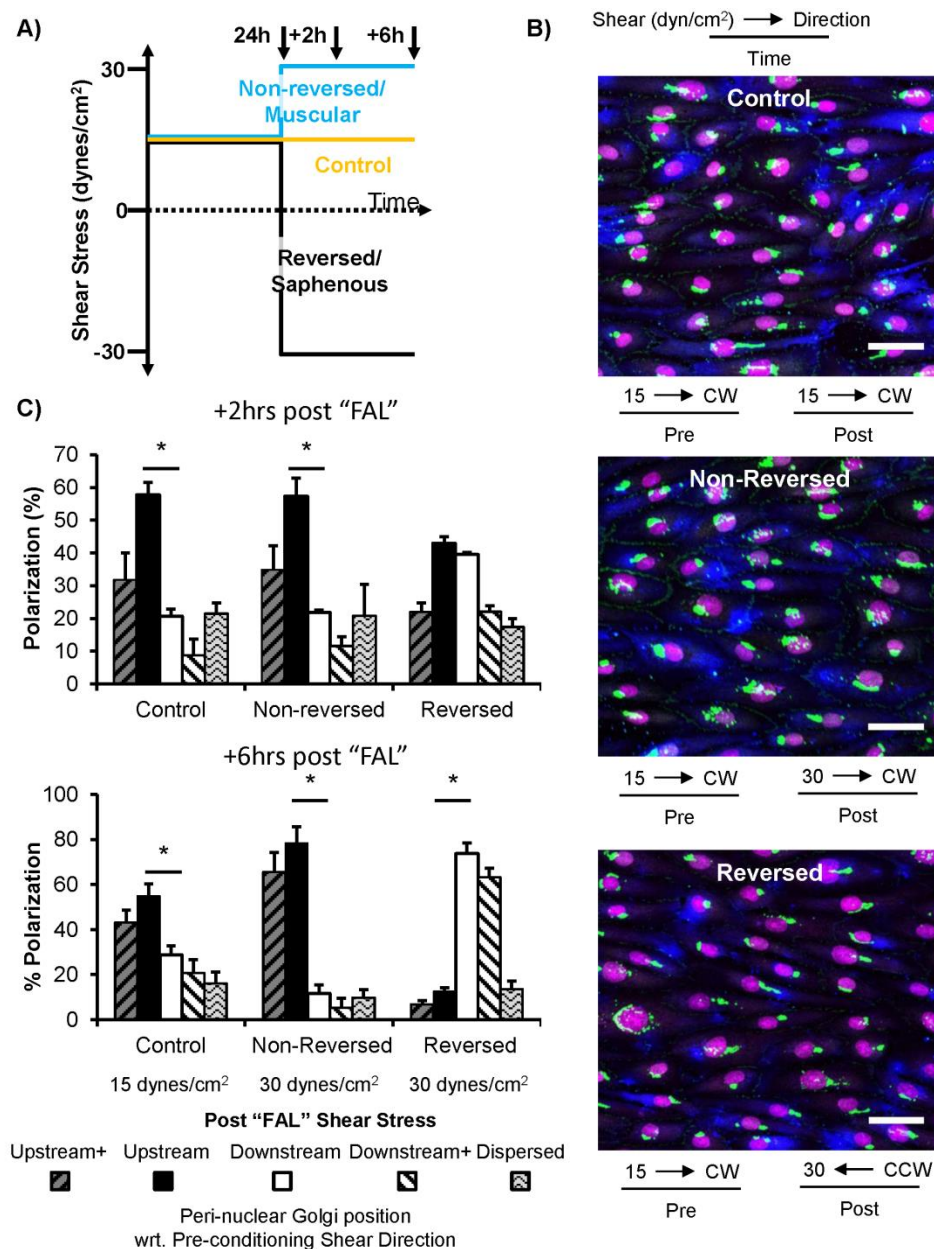 A)
24h +2h +6h
30
Non-reversed/
Muscular
Control
Time
0
Reversed/
Saphenous
-30
Shear Stress (dynes/cm²)
B)
Shear (dyn/cm²) → Direction
Time
Control
15 → CW 15 → CW
Pre Post
Non-Reversed
15 → CW 30 → CW
Pre Post
Reversed
15 → CW 30 ← CCW
Pre Post
C)
+2hrs post “FAL”
Polarization (%)
70
60
50
40
30
20
10
0
* *
Control Non-reversed Reversed
+6hrs post “FAL”
% Polarization
100
80
60
40
20
0
* * *
Control Non-Reversed Reversed
15 dynes/cm² 30 dynes/cm² 30 dynes/cm²
Post “FAL” Shear Stress
Upstream+ Upstream Downstream Downstream+ Dispersed
Peri-nuclear Golgi position
wrt. Pre-conditioning Shear Direction